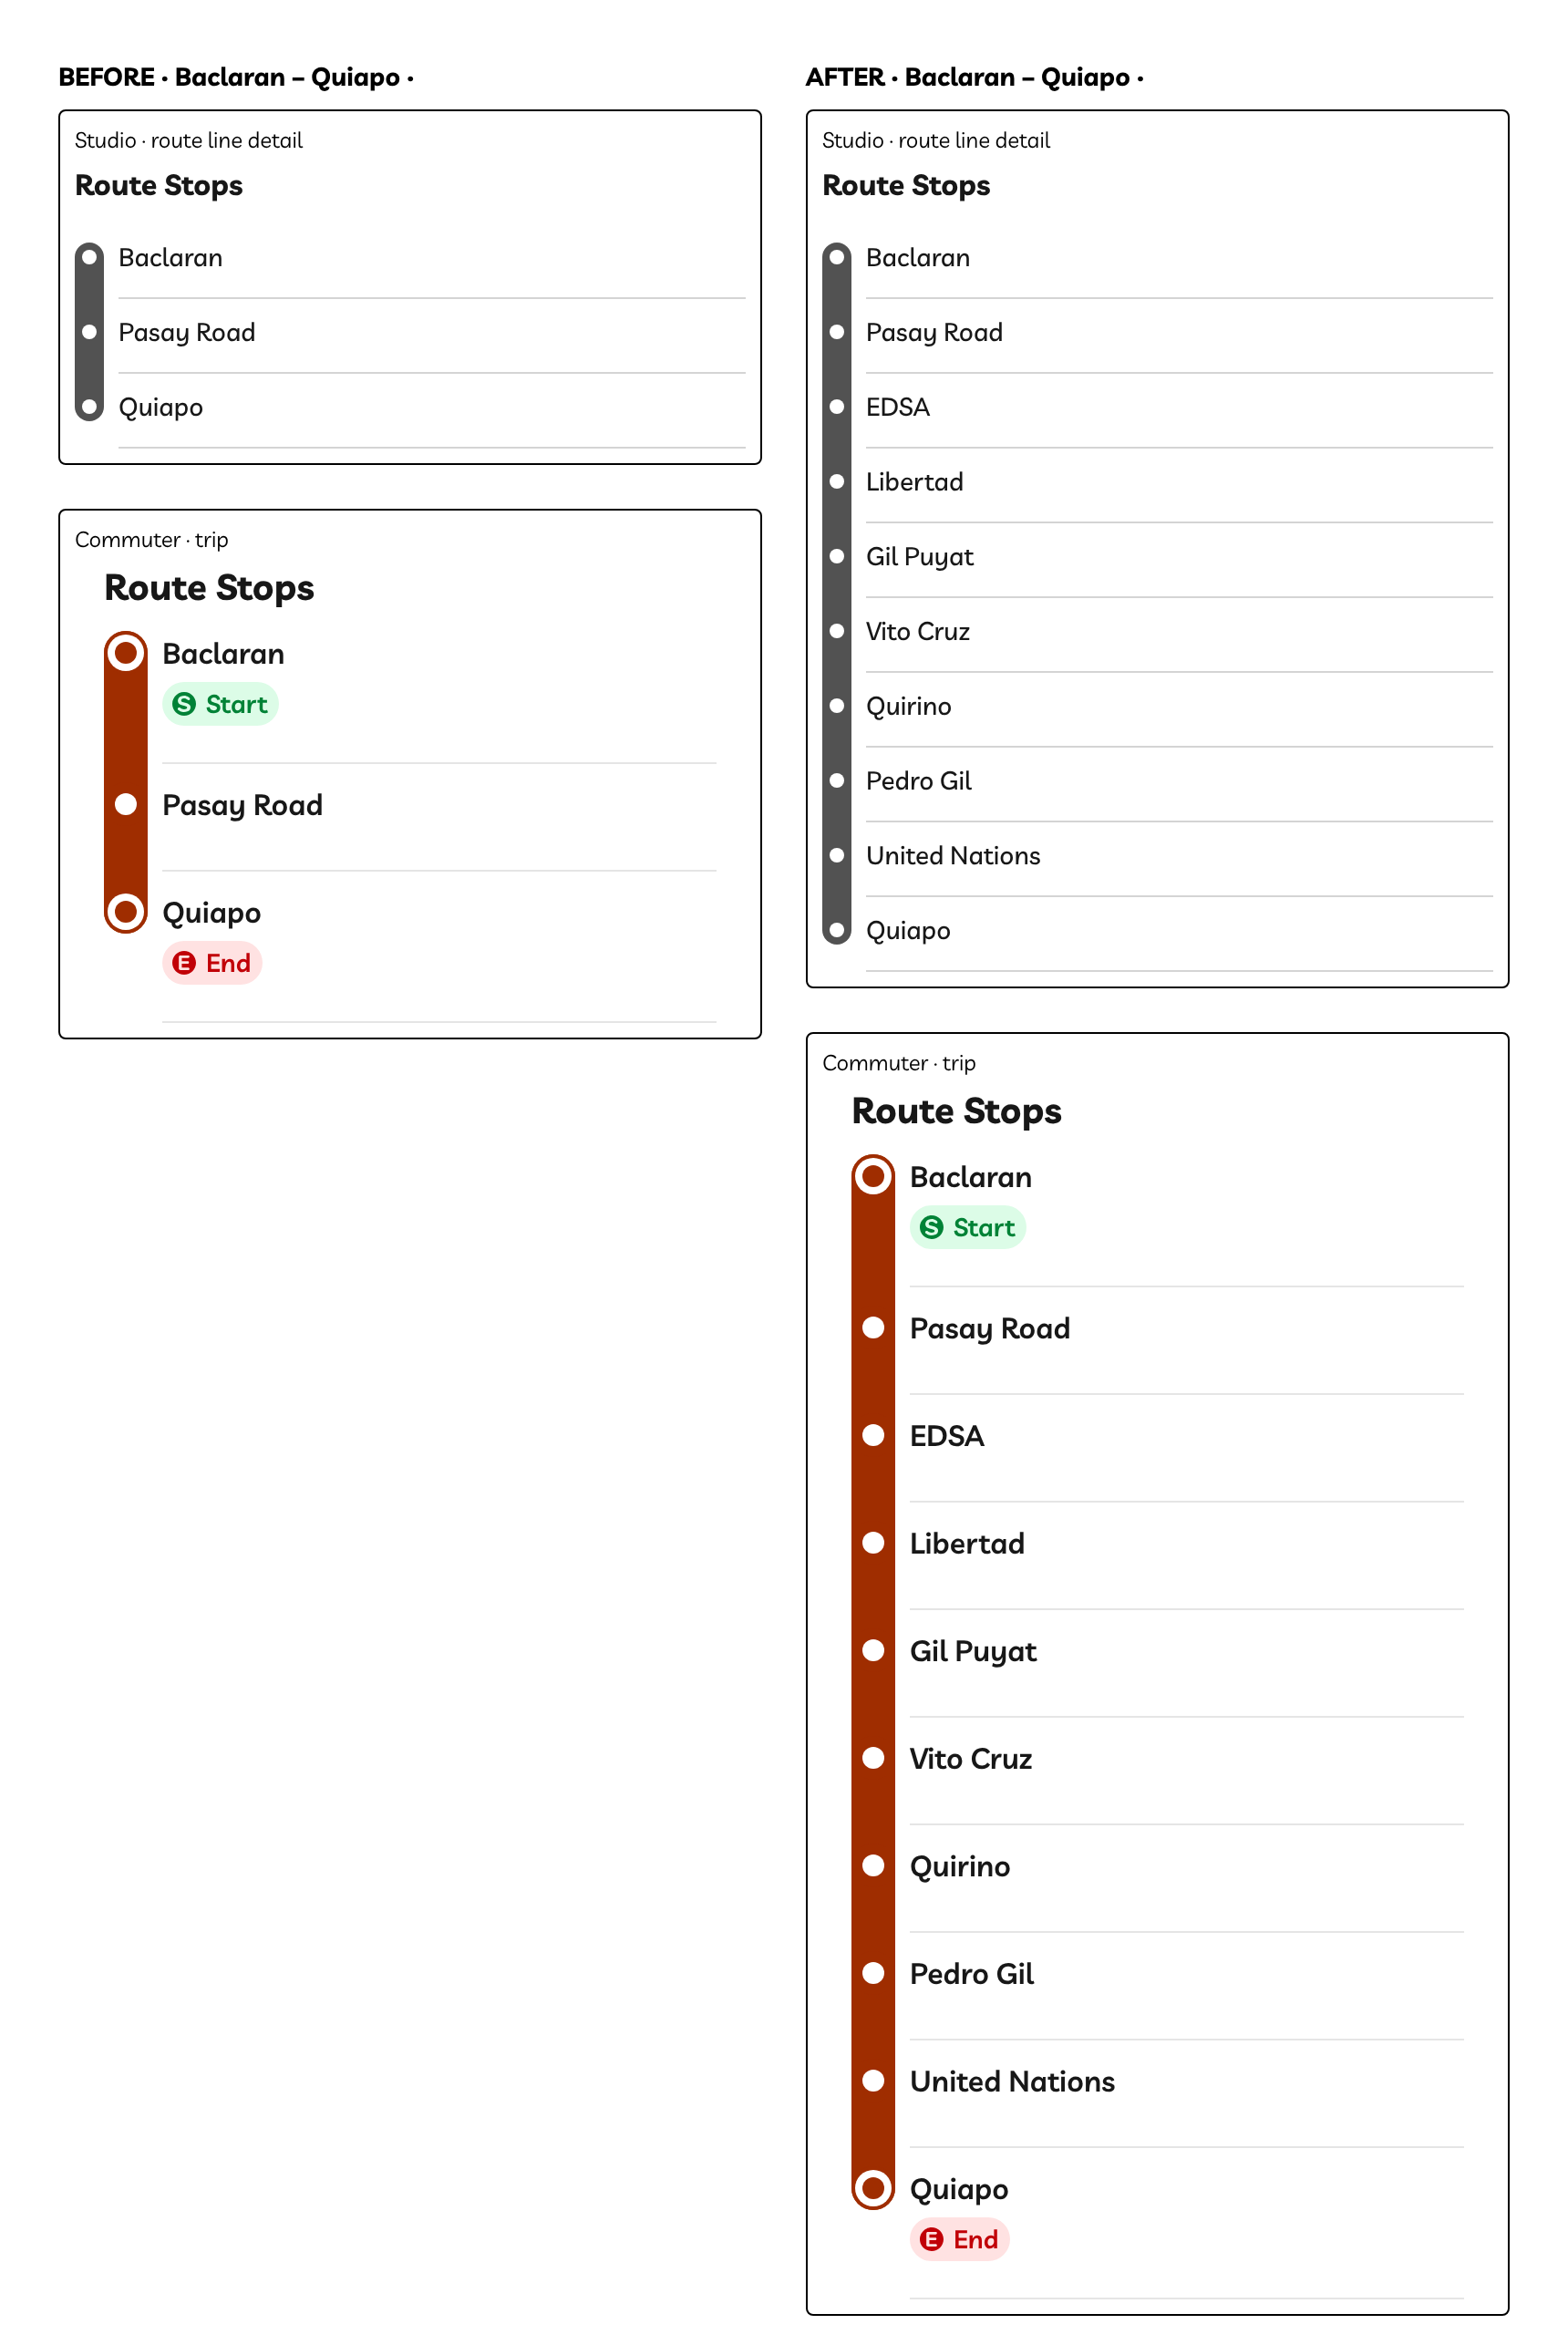 BEFORE · Baclaran – Quiapo ·
Studio · route line detail
Route Stops
Baclaran
Pasay Road
Quiapo
Commuter · trip
Route Stops
Baclaran
S Start
Pasay Road
Quiapo
E End
AFTER · Baclaran – Quiapo ·
Studio · route line detail
Route Stops
Baclaran
Pasay Road
EDSA
Libertad
Gil Puyat
Vito Cruz
Quirino
Pedro Gil
United Nations
Quiapo
Commuter · trip
Route Stops
Baclaran
S Start
Pasay Road
EDSA
Libertad
Gil Puyat
Vito Cruz
Quirino
Pedro Gil
United Nations
Quiapo
E End